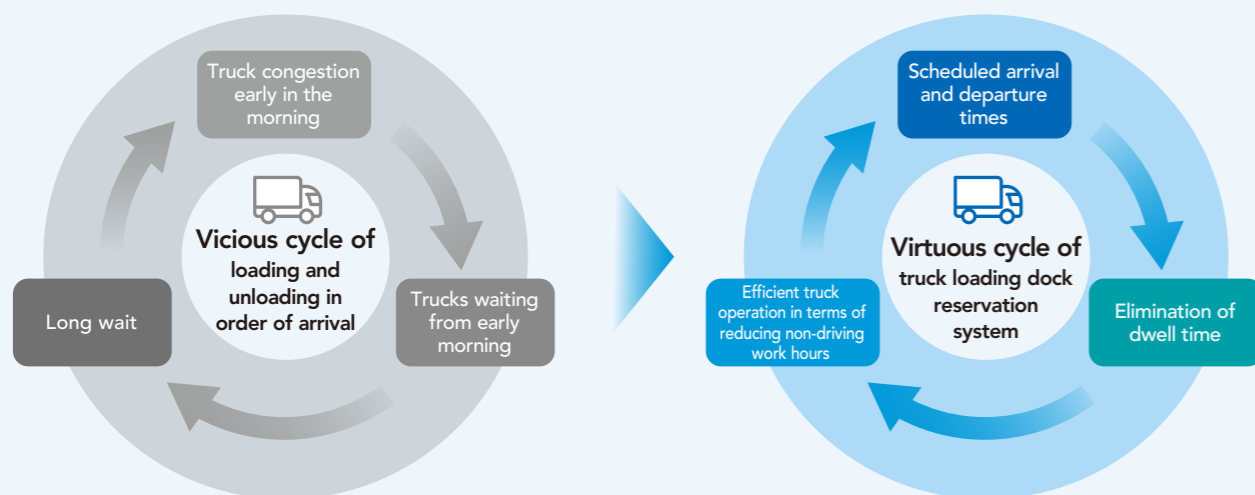 Truck congestion
early in the
morning
Vicious cycle of
loading and
unloading in
order of arrival
Trucks waiting
from early
morning
Long wait
Scheduled arrival
and departure
times
Virtuous cycle of
truck loading dock
reservation
system
Elimination of
dwell time
Efficient truck
operation in terms of
reducing non-driving
work hours